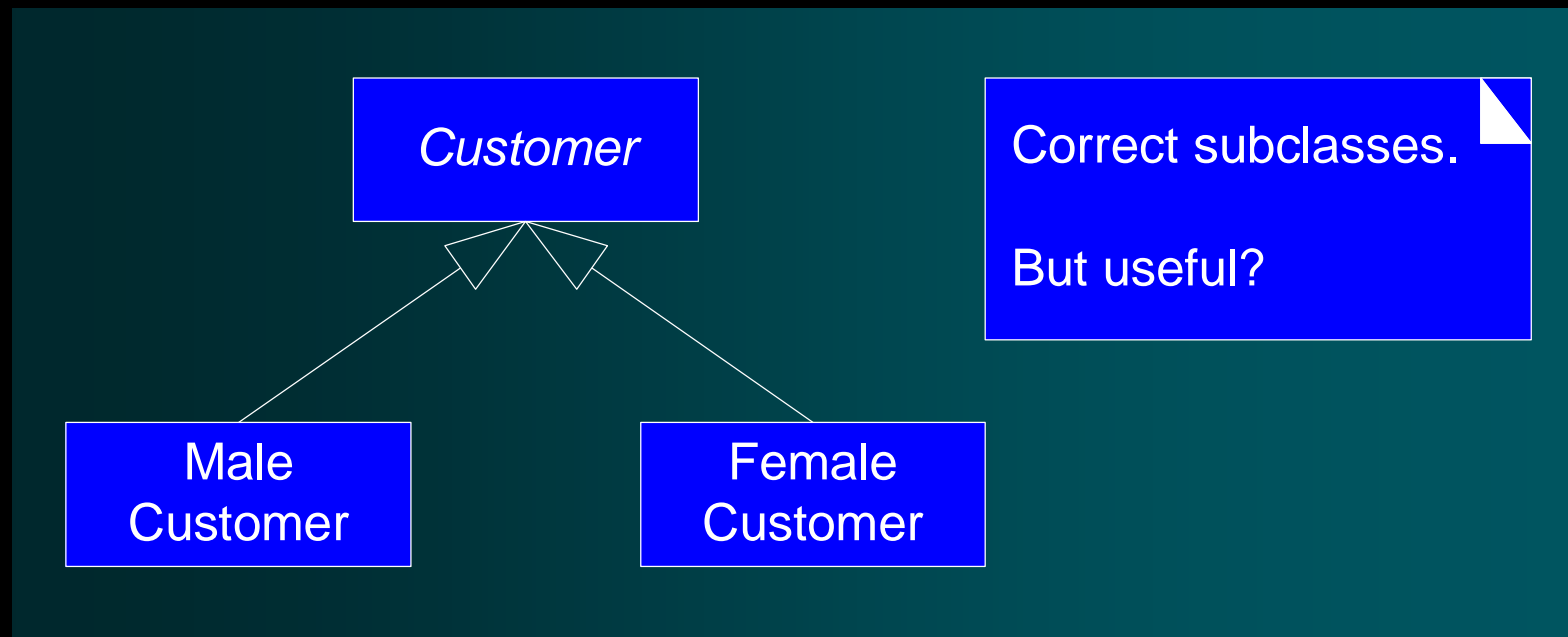 Customer
Correct subclasses.
But useful?
Male
Customer
Female
Customer